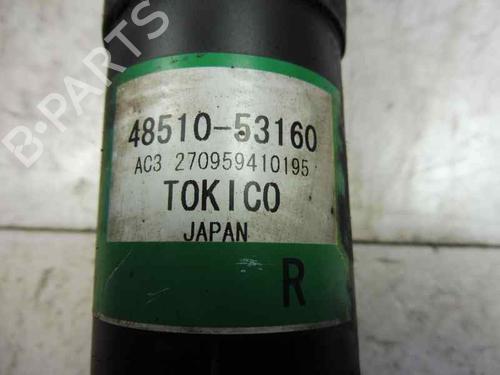 48510-53160
AC3 270959410195
TOKICO
JAPAN
R
B-PARTS